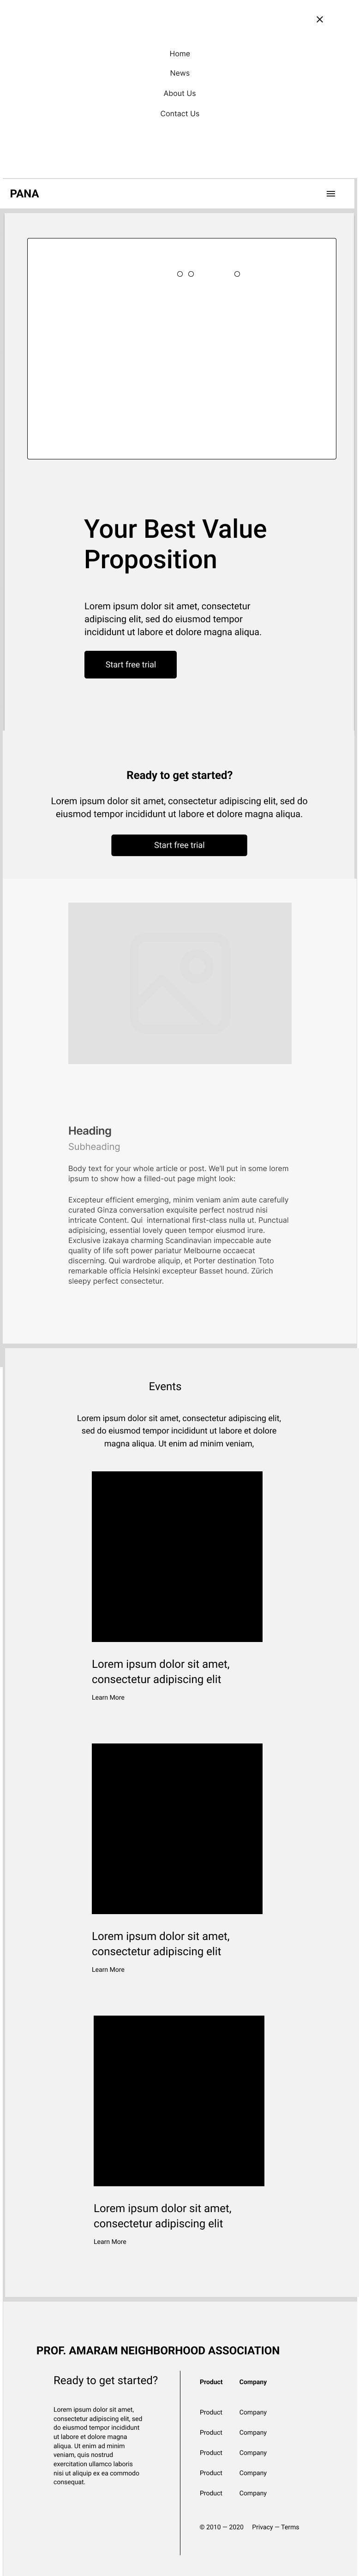 Home
News
About Us
Contact Us
PANA
Your Best Value
Proposition
Lorem ipsum dolor sit amet, consectetur
adipiscing elit, sed do eiusmod tempor
incididunt ut labore et dolore magna aliqua.
Start free trial
Ready to get started?
Lorem ipsum dolor sit amet, consectetur adipiscing elit, sed do
eiusmod tempor incididunt ut labore et dolore magna aliqua.
Start free trial
Heading
Subheading
Body text for your whole article or post. We'll put in some lorem
ipsum to show how a filled-out page might look:
Excepteur efficient emerging, minim veniam anim aute carefully
curated Ginza conversation exquisite perfect nostrud nisi
intricate Content. Qui international first-class nulla ut. Punctual
adipisicing, essential lovely queen tempor eiusmod irure.
Exclusive izakaya charming Scandinavian impeccable aute
quality of life soft power pariatur Melbourne occaecat
discerning. Qui wardrobe aliquip, et Porter destination Toto
remarkable officia Helsinki excepteur Basset hound. Zürich
sleepy perfect consectetur.
Events
Lorem ipsum dolor sit amet, consectetur adipiscing elit,
sed do eiusmod tempor incididunt ut labore et dolore
magna aliqua. Ut enim ad minim veniam,
Lorem ipsum dolor sit amet,
consectetur adipiscing elit
Learn More
Lorem ipsum dolor sit amet,
consectetur adipiscing elit
Learn More
Lorem ipsum dolor sit amet,
consectetur adipiscing elit
Learn More
PROF. AMARAM NEIGHBORHOOD ASSOCIATION
Ready to get started?
Lorem ipsum dolor sit amet,
consectetur adipiscing elit, sed
do eiusmod tempor incididunt
ut labore et dolore magna
aliqua. Ut enim ad minim
veniam, quis nostrud
exercitation ullamco laboris
nisi ut aliquip ex ea commodo
consequat.
Product Company
Product Company
Product Company
Product Company
Product Company
Product Company
© 2010 — 2020 Privacy — Terms